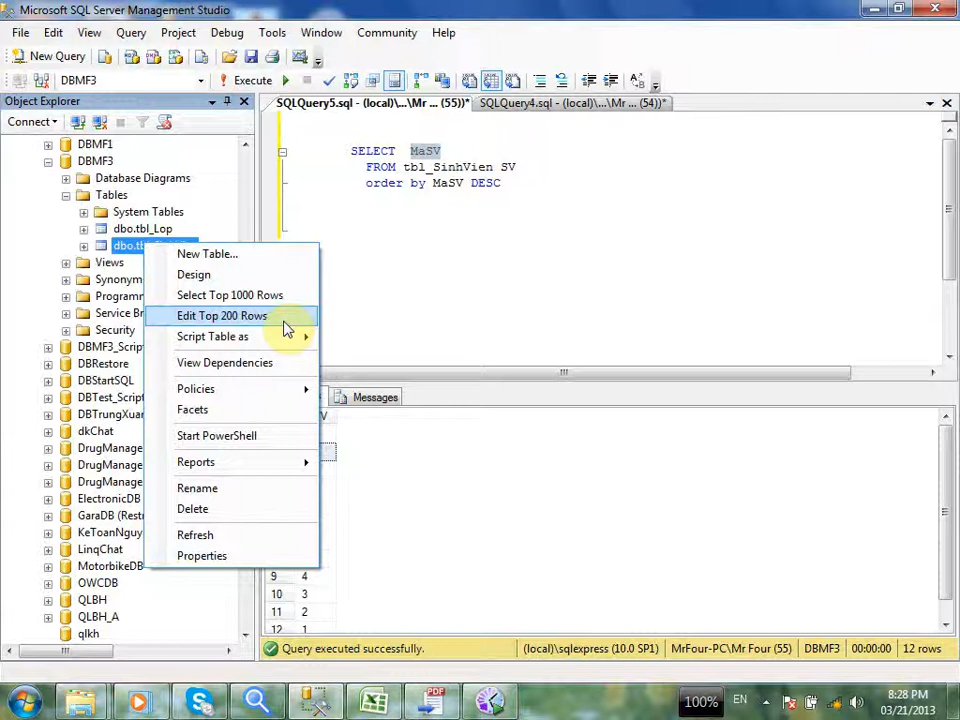 Microsoft SQL Server Management Studio
File Edit View Query Project Debug Tools Window Community Help
New Query
DBMF3 Execute
Object Explorer
SQLQuery5.sql - (local)\...\Mr ... (55))* SQLQuery4.sql - (local)\...\Mr ... (54))*
Connect
DBMF1
DBMF3
Database Diagrams
Tables
System Tables
dbo.tbl_Lop
Views
Security
DBMF3_Script
DBRestore
DBStartSQL
dkChat
ElectronicDB
LinqChat
MotorbikeDB
OWCDB
QLBH
QLBH_A
qlkh
SELECT MaSV
FROM tbl_SinhVien SV
order by MaSV DESC
New Table...
Design
Select Top 1000 Rows
Edit Top 200 Rows
Script Table as
View Dependencies
Policies
Facets
Start PowerShell
Reports
Rename
Delete
Refresh
Properties
Messages
9 4
10 3
11 2
12 1
Query executed successfully. (local)\sqlexpress (10.0 SP1) MrFour-PC\Mr Four (55) DBMF3 00:00:00 12 rows
100% EN 8:28 PM
03/21/2013